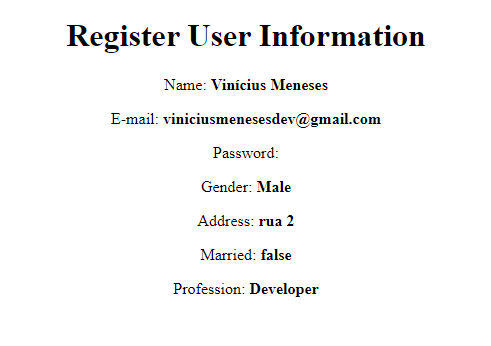 Register User Information
Name: Vinícius Meneses
E-mail: viniciusmenesesdev@gmail.com
Password:
Gender: Male
Address: rua 2
Married: false
Profession: Developer